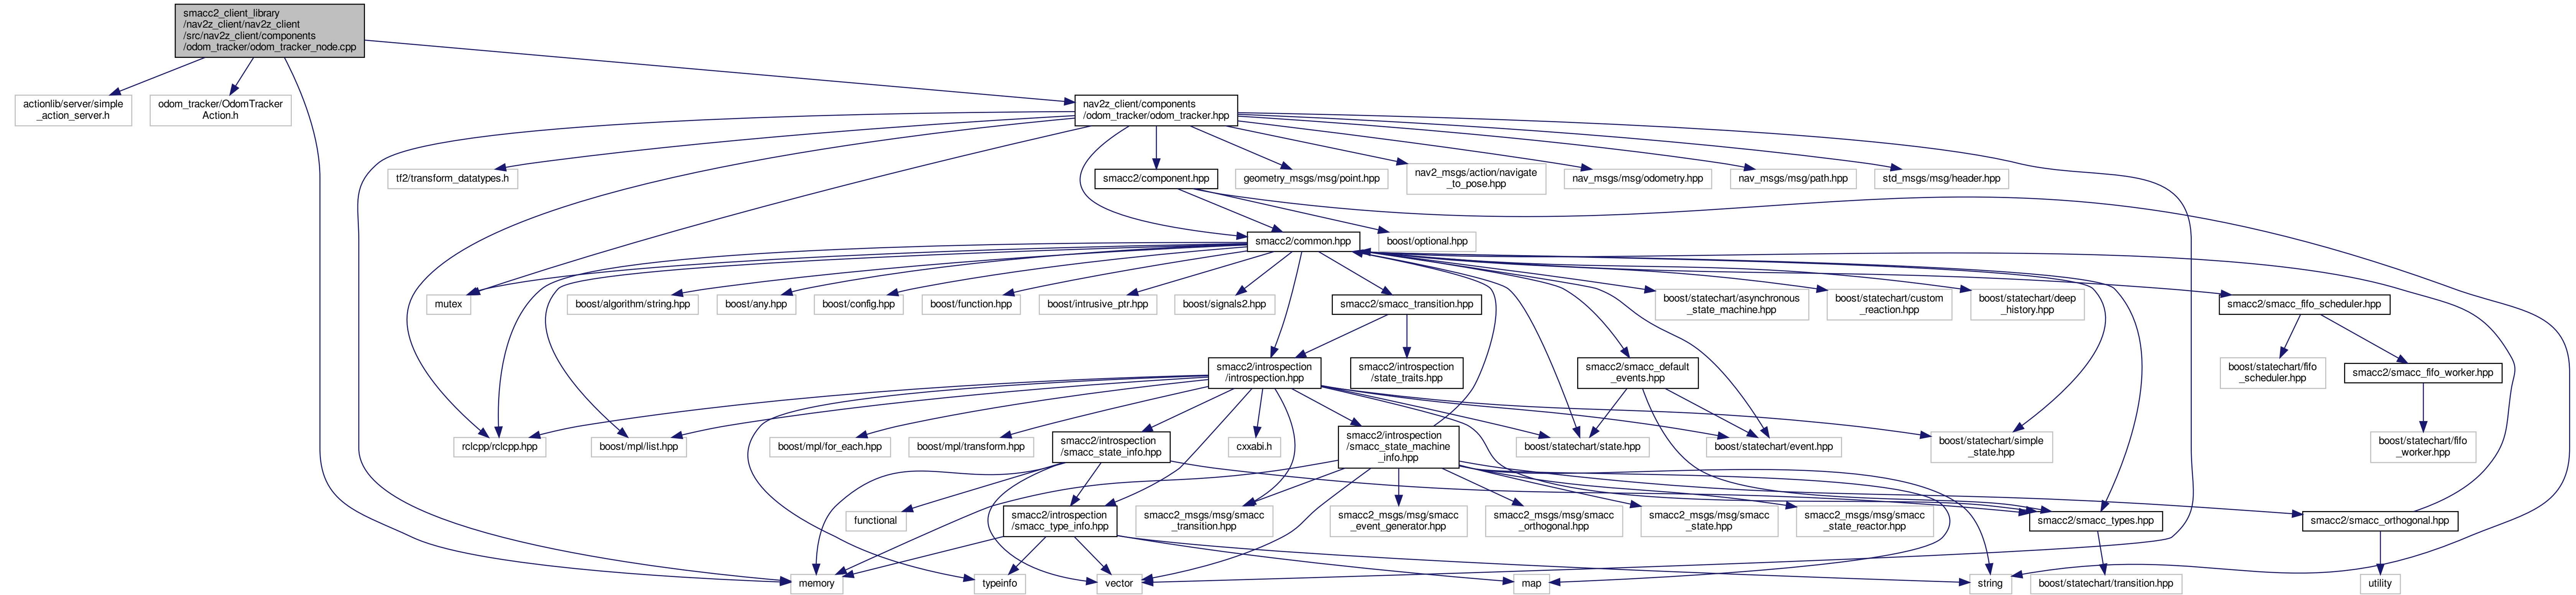 smacc2_client_library
/nav2z_client/nav2z_client
/src/nav2z_client/components
/odom_tracker/odom_tracker_node.cpp
actionlib/server/simple
_action_server.h
odom_tracker/OdomTracker
Action.h
nav2z_client/components
/odom_tracker/odom_tracker.hpp
tf2/transform_datatypes.h
smacc2/component.hpp
geometry_msgs/msg/point.hpp
nav2_msgs/action/navigate
_to_pose.hpp
nav_msgs/msg/odometry.hpp
nav_msgs/msg/path.hpp
std_msgs/msg/header.hpp
smacc2/common.hpp
boost/optional.hpp
mutex
boost/algorithm/string.hpp
boost/any.hpp
boost/config.hpp
boost/function.hpp
boost/intrusive_ptr.hpp
boost/signals2.hpp
smacc2/smacc_transition.hpp
boost/statechart/asynchronous
_state_machine.hpp
boost/statechart/custom
_reaction.hpp
boost/statechart/deep
_history.hpp
smacc2/smacc_fifo_scheduler.hpp
smacc2/introspection
/introspection.hpp
smacc2/introspection
/state_traits.hpp
smacc2/smacc_default
_events.hpp
boost/statechart/fifo
_scheduler.hpp
smacc2/smacc_fifo_worker.hpp
rclcpp/rclcpp.hpp
boost/mpl/list.hpp
boost/mpl/for_each.hpp
boost/mpl/transform.hpp
smacc2/introspection
/smacc_state_info.hpp
cxxabi.h
smacc2/introspection
/smacc_state_machine
_info.hpp
boost/statechart/state.hpp
boost/statechart/event.hpp
boost/statechart/simple
_state.hpp
boost/statechart/fifo
_worker.hpp
functional
smacc2/introspection
/smacc_type_info.hpp
smacc2_msgs/msg/smacc
_transition.hpp
smacc2_msgs/msg/smacc
_event_generator.hpp
smacc2_msgs/msg/smacc
_orthogonal.hpp
smacc2_msgs/msg/smacc
_state.hpp
smacc2_msgs/msg/smacc
_state_reactor.hpp
smacc2/smacc_types.hpp
smacc2/smacc_orthogonal.hpp
memory
typeinfo
vector
map
string
boost/statechart/transition.hpp
utility